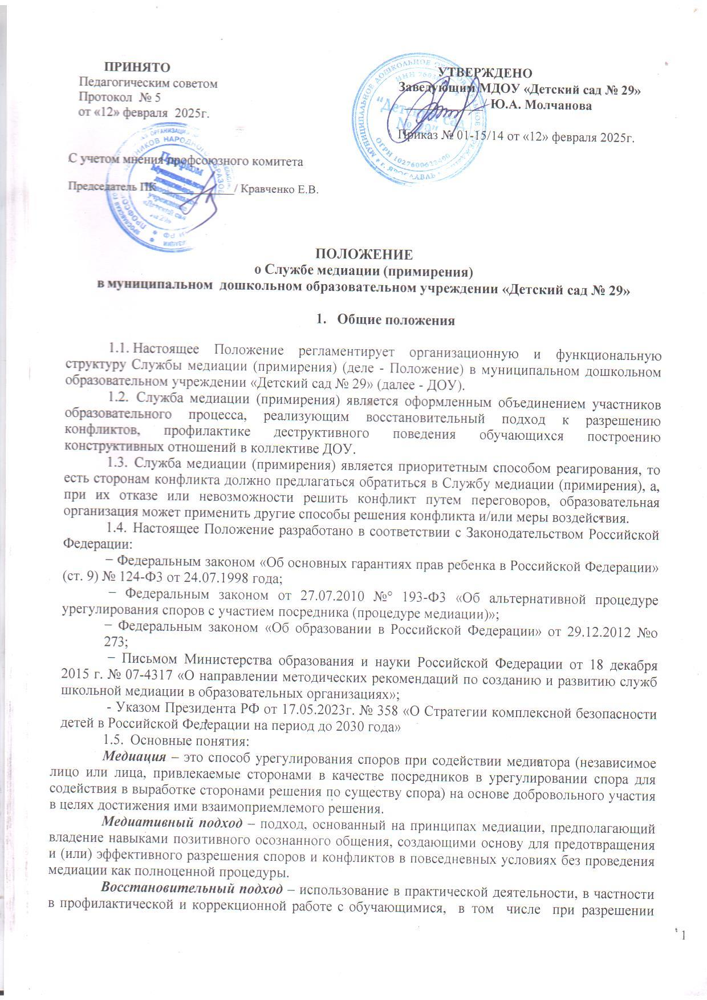 ПРИНЯТО
Педагогическим советом
Протокол № 5
от «12» февраля 2025г.
УТВЕРЖДЕНО
Заведующим МДОУ «Детский сад № 29»
____________ Ю.А. Молчанова
Приказ № 01-15/14 от «12» февраля 2025г.
"Детский сад
№ 29"
С учетом мнения профсоюзного комитета
Председатель ПК ____________/ Кравченко Е.В.
Профком
ПОЛОЖЕНИЕ
о Службе медиации (примирения)
в муниципальном дошкольном образовательном учреждении «Детский сад № 29»
1. Общие положения
1.1. Настоящее Положение регламентирует организационную и функциональную
структуру Службы медиации (примирения) (деле - Положение) в муниципальном дошкольном
образовательном учреждении «Детский сад № 29» (далее - ДОУ).
1.2. Служба медиации (примирения) является оформленным объединением участников
образовательного процесса, реализующим восстановительный подход к разрешению
конфликтов, профилактике деструктивного поведения обучающихся построению
конструктивных отношений в коллективе ДОУ.
1.3. Служба медиации (примирения) является приоритетным способом реагирования, то
есть сторонам конфликта должно предлагаться обратиться в Службу медиации (примирения), а,
при их отказе или невозможности решить конфликт путем переговоров, образовательная
организация может применить другие способы решения конфликта и/или меры воздействия.
1.4. Настоящее Положение разработано в соответствии с Законодательством Российской
Федерации:
− Федеральным законом «Об основных гарантиях прав ребенка в Российской Федерации»
(ст. 9) № 124-ФЗ от 24.07.1998 года;
− Федеральным законом от 27.07.2010 №° 193-ФЗ «Об альтернативной процедуре
урегулирования споров с участием посредника (процедуре медиации)»;
− Федеральным законом «Об образовании в Российской Федерации» от 29.12.2012 №о
273;
− Письмом Министерства образования и науки Российской Федерации от 18 декабря
2015 г. № 07-4317 «О направлении методических рекомендаций по созданию и развитию служб
школьной медиации в образовательных организациях»;
- Указом Президента РФ от 17.05.2023г. № 358 «О Стратегии комплексной безопасности
детей в Российской Федерации на период до 2030 года»
1.5. Основные понятия:
Медиация – это способ урегулирования споров при содействии медиатора (независимое
лицо или лица, привлекаемые сторонами в качестве посредников в урегулировании спора для
содействия в выработке сторонами решения по существу спора) на основе добровольного участия
в целях достижения ими взаимоприемлемого решения.
Медиативный подход – подход, основанный на принципах медиации, предполагающий
владение навыками позитивного осознанного общения, создающими основу для предотвращения
и (или) эффективного разрешения споров и конфликтов в повседневных условиях без проведения
медиации как полноценной процедуры.
Восстановительный подход – использование в практической деятельности, в частности
в профилактической и коррекционной работе с обучающимися, в том числе при разрешении
1